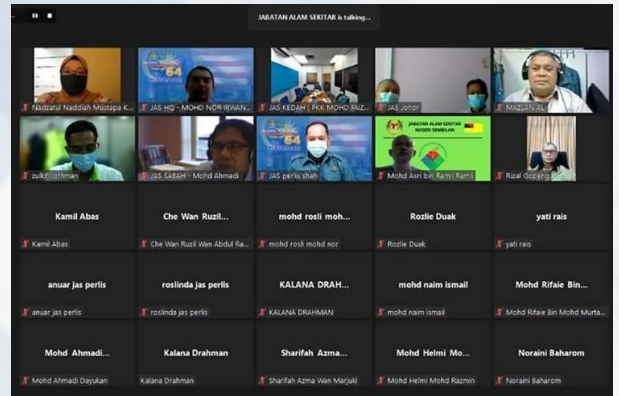 JABATAN ALAM SEKITAR is talking...
Nadzatul Naddiah Mustapa K...
JAS HQ - MOHD NOR IRWAN...
JAS KEDAH | PKK MOHD FAIZ...
JAS Johor
MAZLAN ALI
64
JABATAN ALAM SEKITAR
NEGERI SEMBILAN
64
zulkifli othman
JAS SABAH - Mohd Ahmadi
JAS perlis shah
Mohd Asri bin Ramli Ramli
Rizal Gopeng
Kamil Abas
Che Wan Ruzil...
mohd rosli moh...
Rozlie Duak
yati rais
Kamil Abas
Che Wan Ruzil Wan Abdul Ra...
mohd rosli mohd nor
Rozlie Duak
yati rais
anuar jas perlis
roslinda jas perlis
KALANA DRAH...
mohd naim ismail
Mohd Rifaie Bin...
anuar jas perlis
roslinda jas perlis
KALANA DRAHMAN
mohd naim ismail
Mohd Rifaie Bin Mohd Murta...
Mohd Ahmadi...
Kalana Drahman
Sharifah Azma...
Mohd Helmi Mo...
Noraini Baharom
Mohd Ahmadi Dayukan
Kalana Drahman
Sharifah Azma Wan Marjuki
Mohd Helmi Mohd Razmin
Noraini Baharom